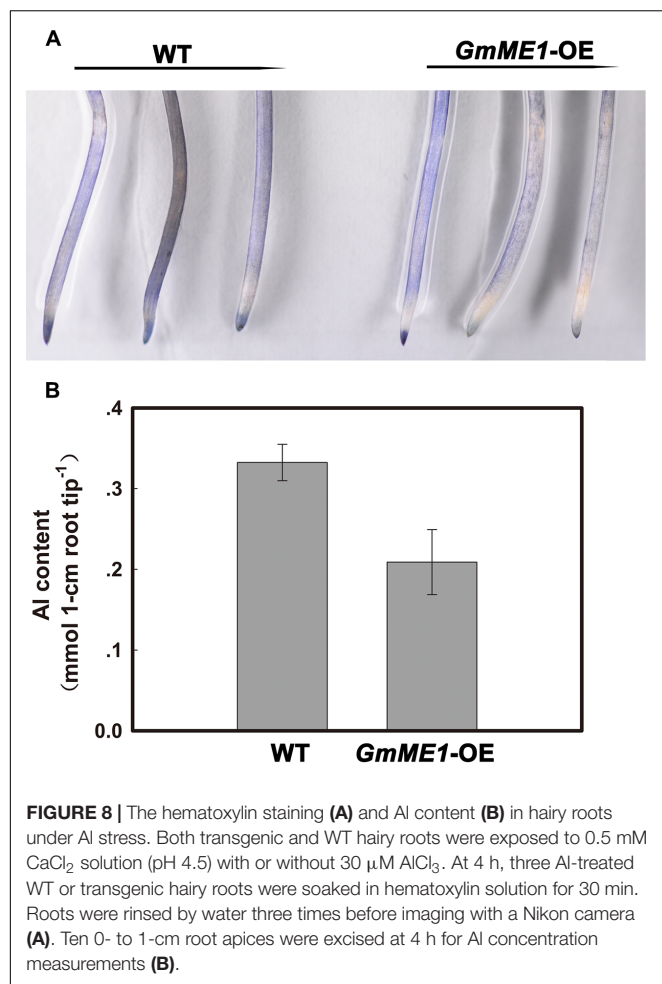 A
WT
GmME1-OE
B
.4
.3
.2
.1
0.0
Al content
(mmol 1-cm root tip-1)
WT
GmME1-OE
FIGURE 8 | The hematoxylin staining (A) and Al content (B) in hairy roots
under Al stress. Both transgenic and WT hairy roots were exposed to 0.5 mM
CaCl2 solution (pH 4.5) with or without 30 μM AlCl3. At 4 h, three Al-treated
WT or transgenic hairy roots were soaked in hematoxylin solution for 30 min.
Roots were rinsed by water three times before imaging with a Nikon camera
(A). Ten 0- to 1-cm root apices were excised at 4 h for Al concentration
measurements (B).